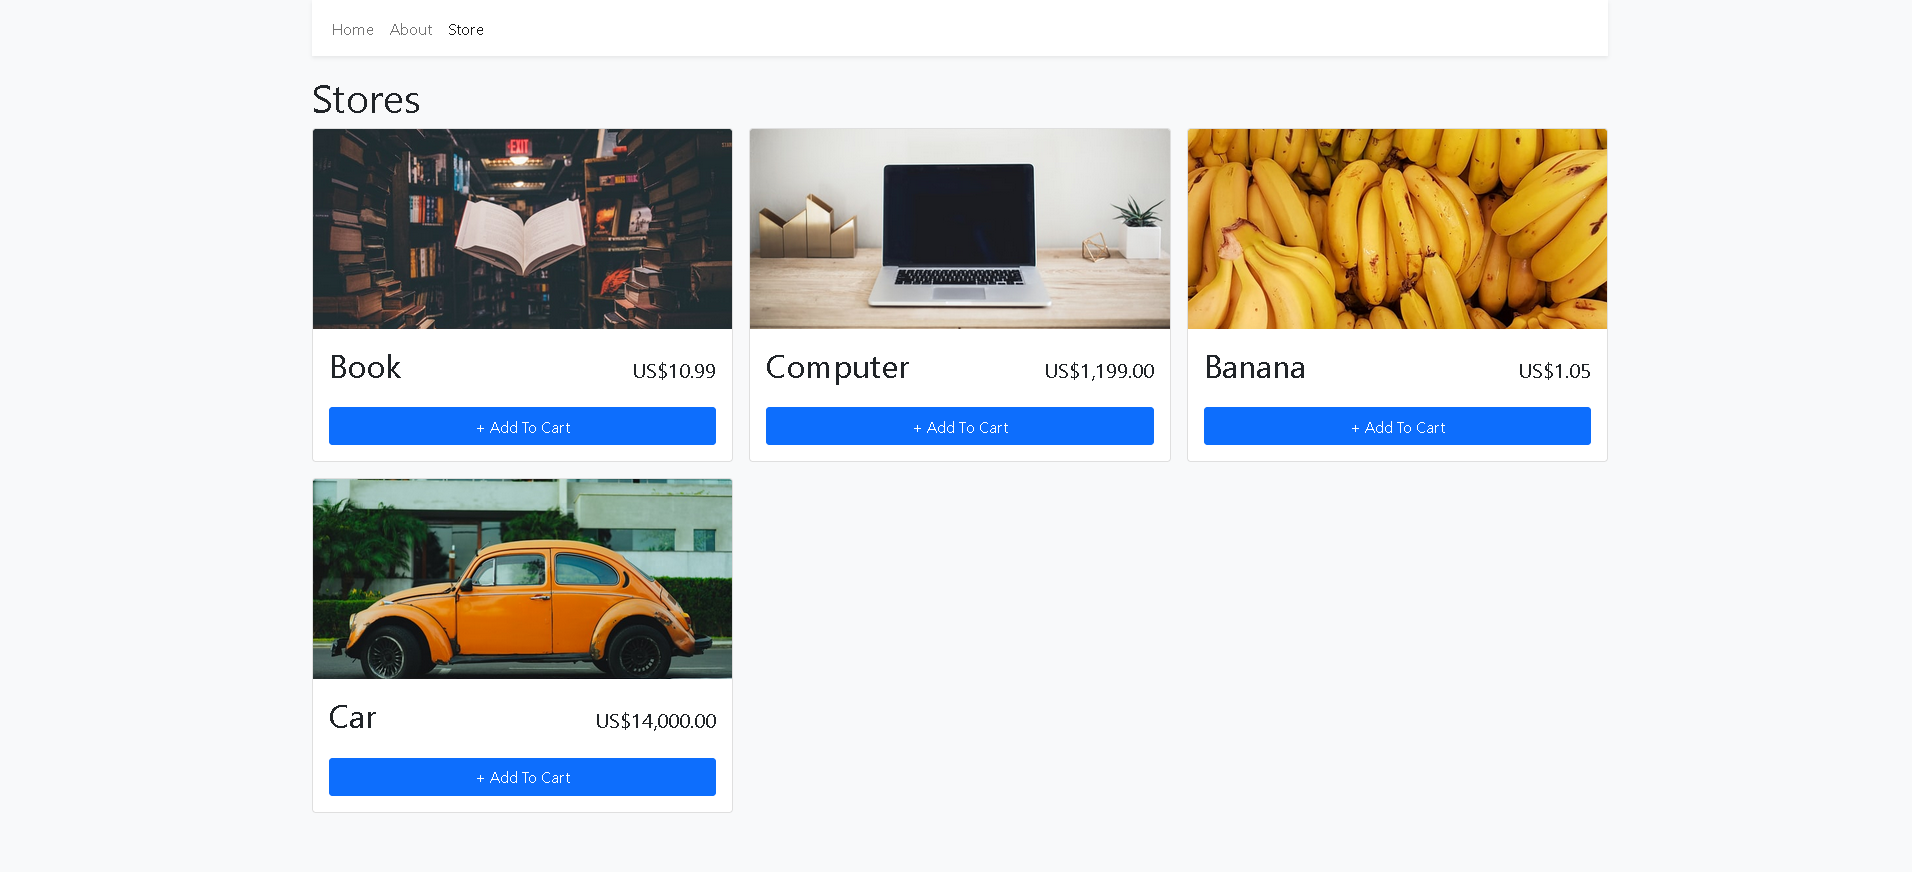 Home About Store
Stores
EXIT
Book US$10.99
+ Add To Cart
Computer US$1,199.00
+ Add To Cart
Banana US$1.05
+ Add To Cart
Car US$14,000.00
+ Add To Cart